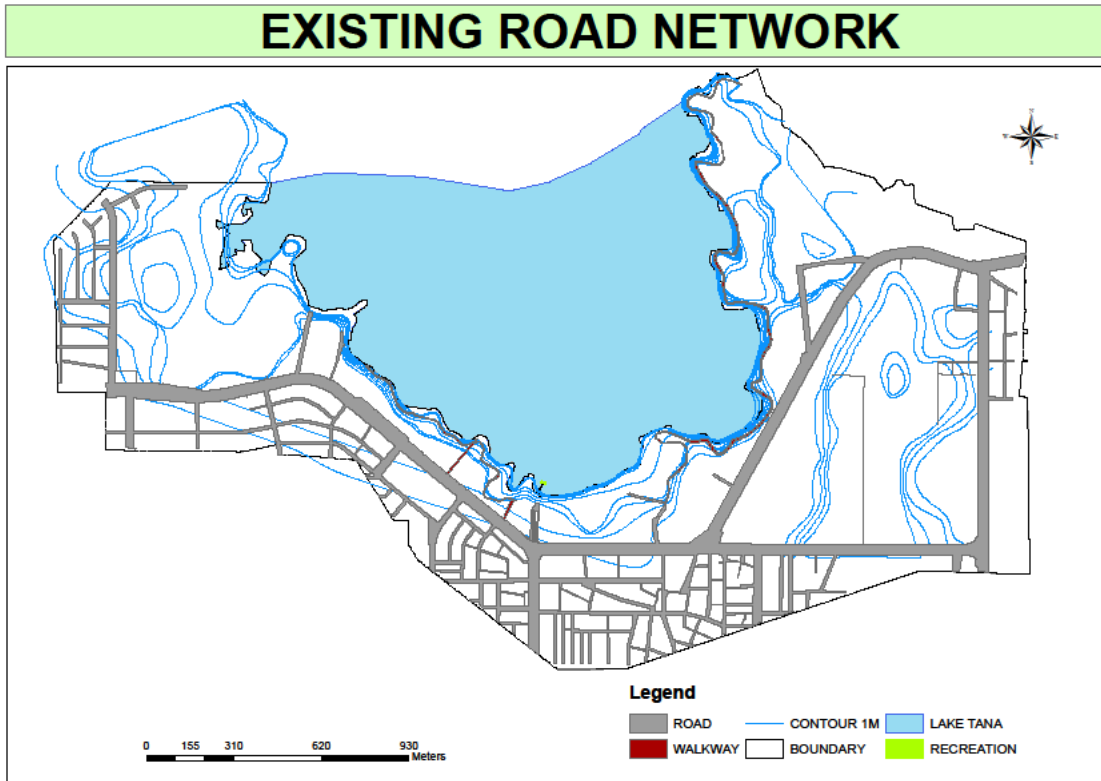 EXISTING ROAD NETWORK
Legend
ROAD CONTOUR 1M LAKE TANA
WALKWAY BOUNDARY RECREATION
0 155 310 620 930
Meters